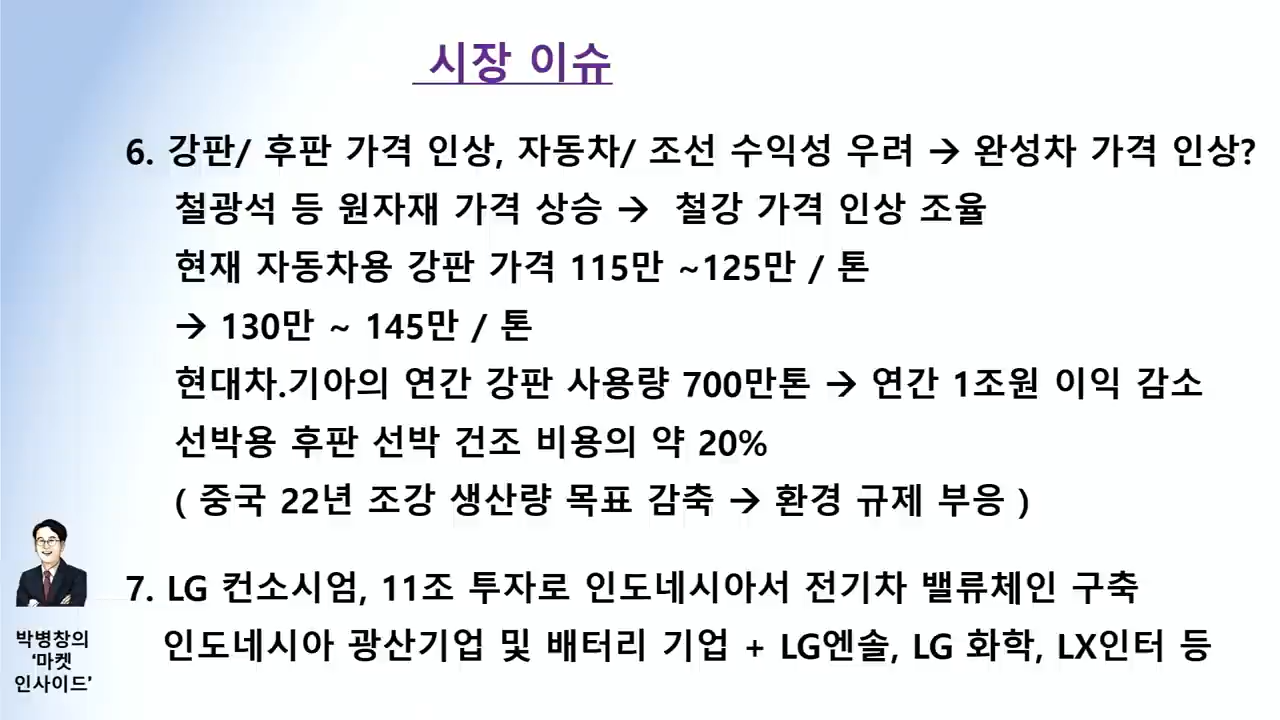 시장 이슈
6. 강판/ 후판 가격 인상, 자동차/ 조선 수익성 우려 → 완성차 가격 인상?
철광석 등 원자재 가격 상승 → 철강 가격 인상 조율
현재 자동차용 강판 가격 115만 ~125만 / 톤
→ 130만 ~ 145만 / 톤
현대차.기아의 연간 강판 사용량 700만톤 → 연간 1조원 이익 감소
선박용 후판 선박 건조 비용의 약 20%
( 중국 22년 조강 생산량 목표 감축 → 환경 규제 부응 )
7. LG 컨소시엄, 11조 투자로 인도네시아서 전기차 밸류체인 구축
인도네시아 광산기업 및 배터리 기업 + LG엔솔, LG 화학, LX인터 등
박병창의
‘마켓
인사이드’